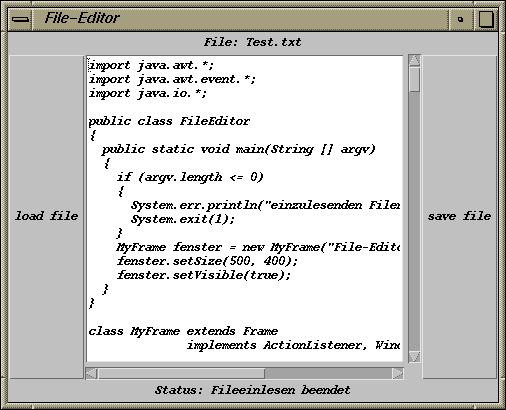 File-Editor
File: Test.txt
import java.awt.*;
import java.awt.event.*;
import java.io.*;
public class FileEditor
{
public static void main(String [] argv)
{
if (argv.length <= 0)
{
System.err.println("einzulesenden Filen
System.exit(1);
}
MyFrame fenster = new MyFrame("File-Edito
fenster.setSize(500, 400);
fenster.setVisible(true);
}
}
class MyFrame extends Frame
implements ActionListener, Wind
load file
save file
Status: Fileeinlesen beendet